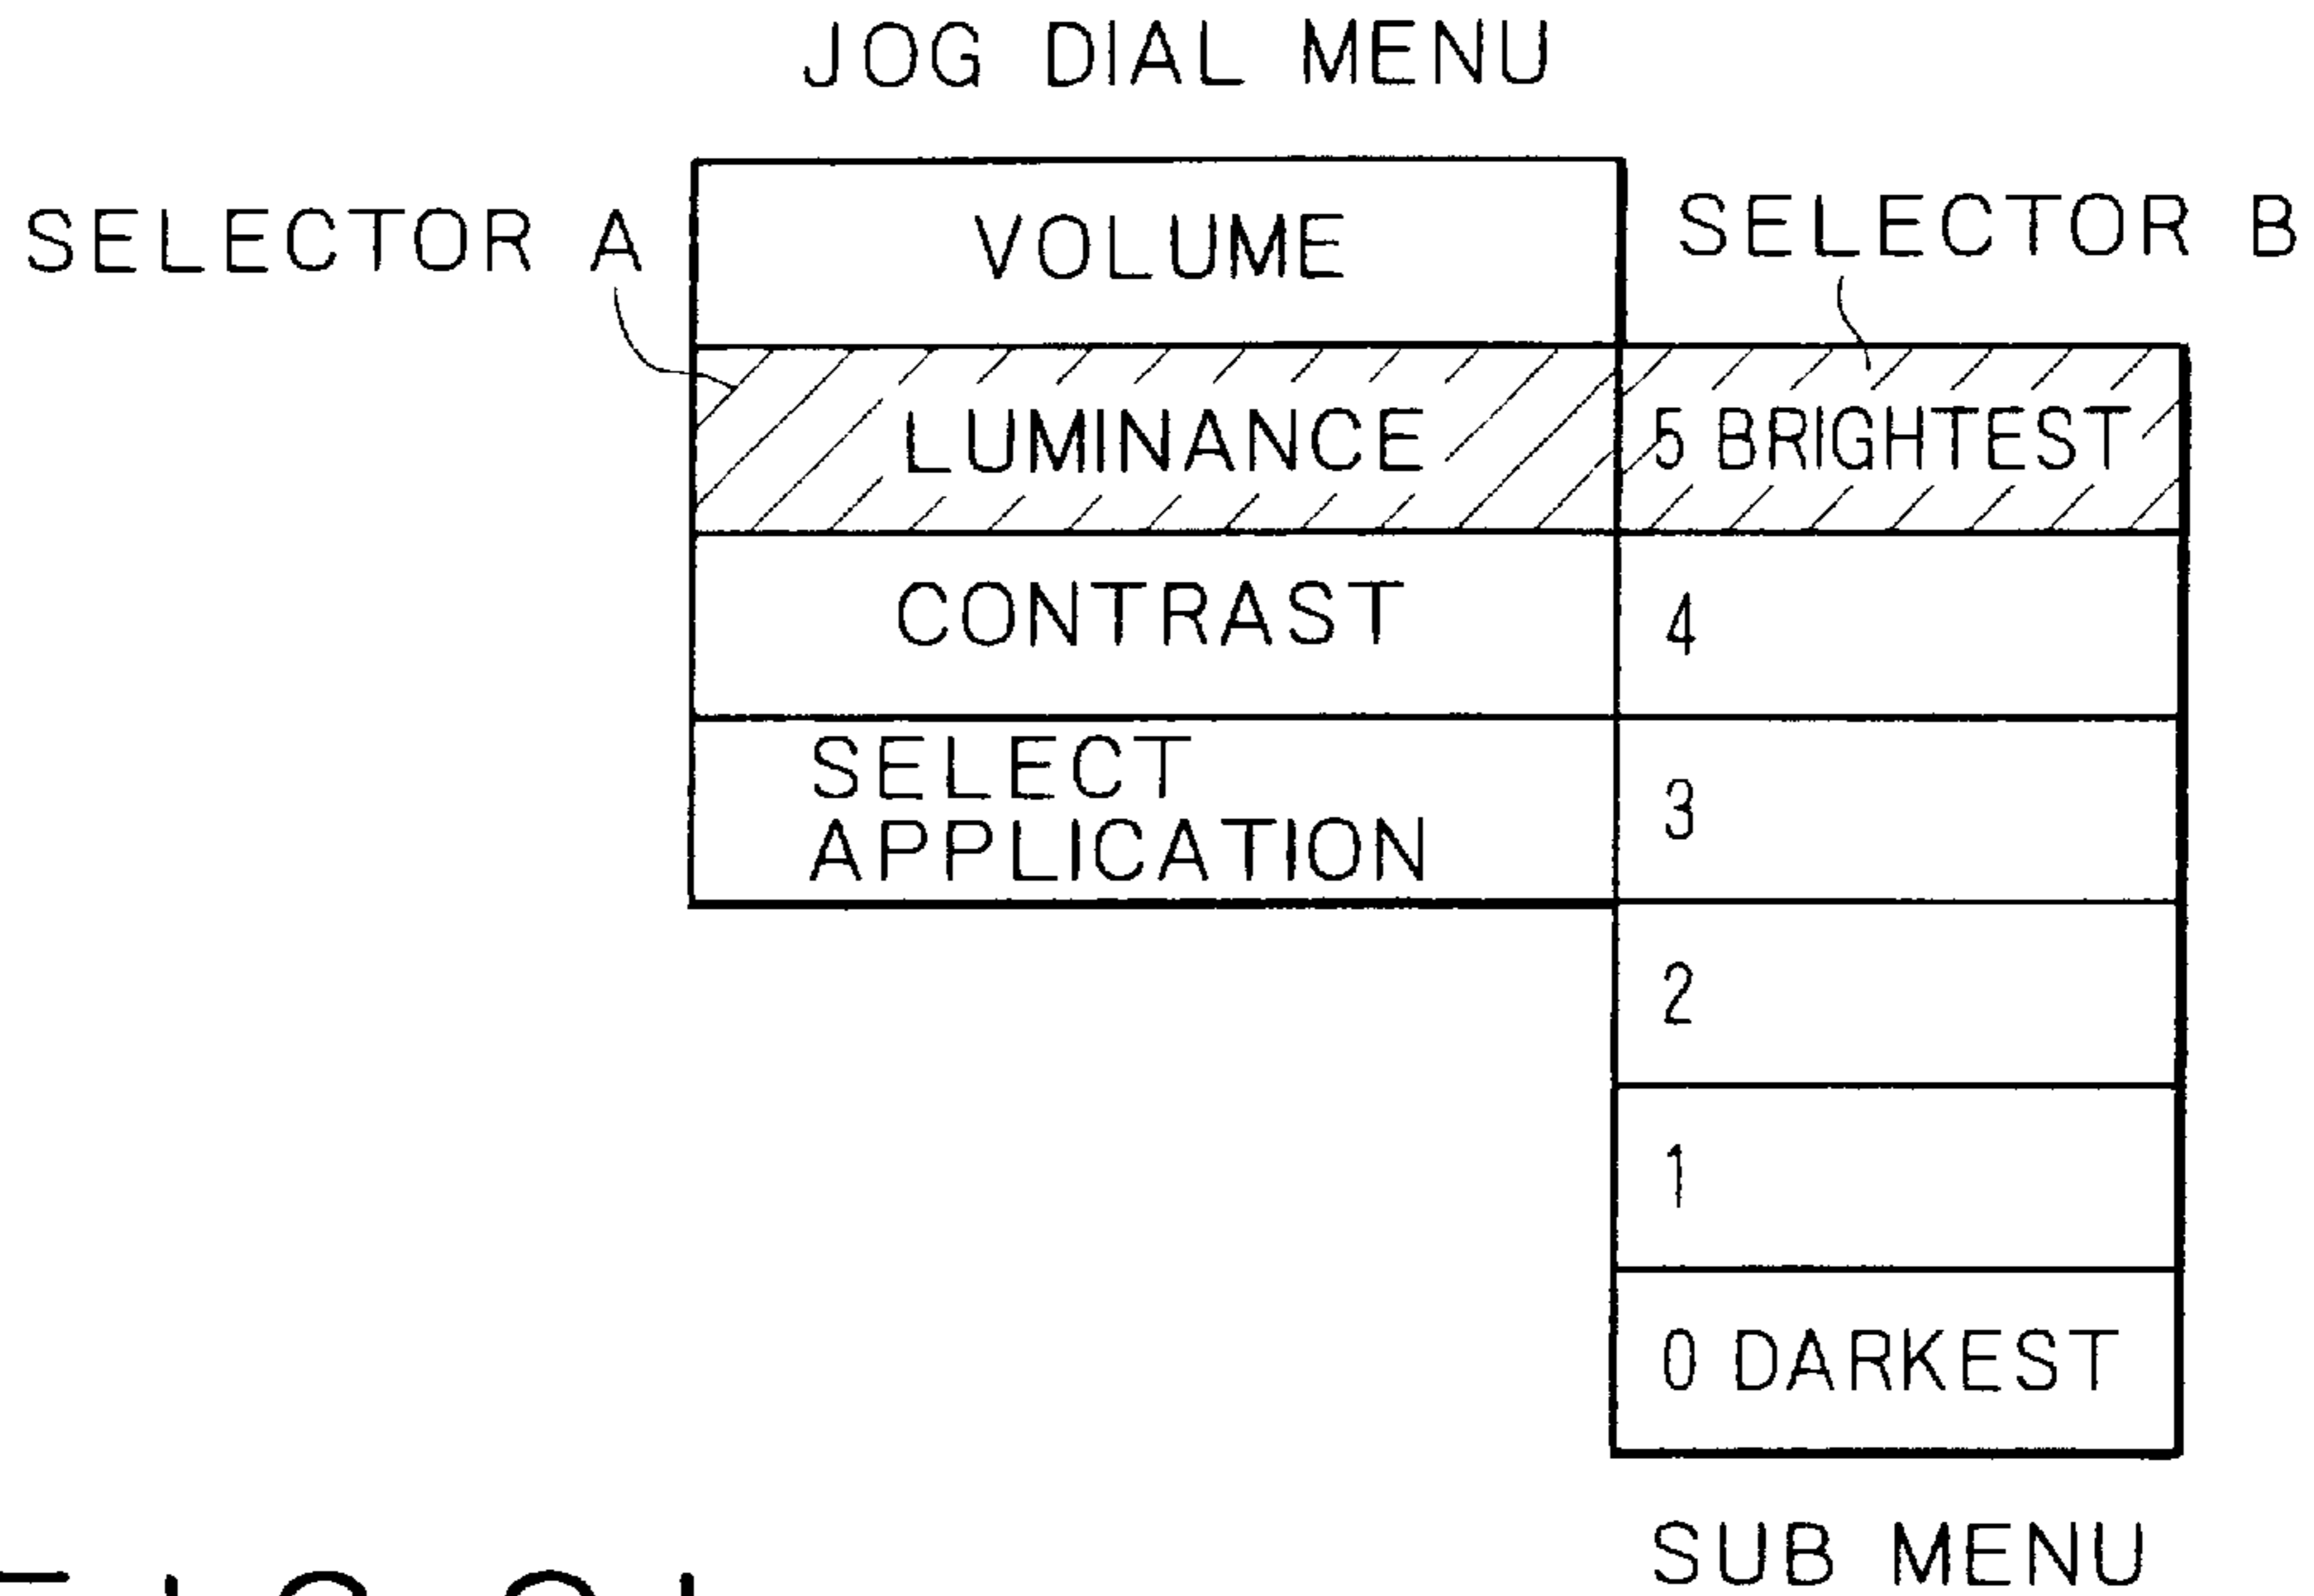 JOG DIAL MENU
SELECTOR A
VOLUME
SELECTOR B
LUMINANCE
5 BRIGHTEST
CONTRAST
4
SELECT
APPLICATION
3
2
1
0 DARKEST
SUB MENU